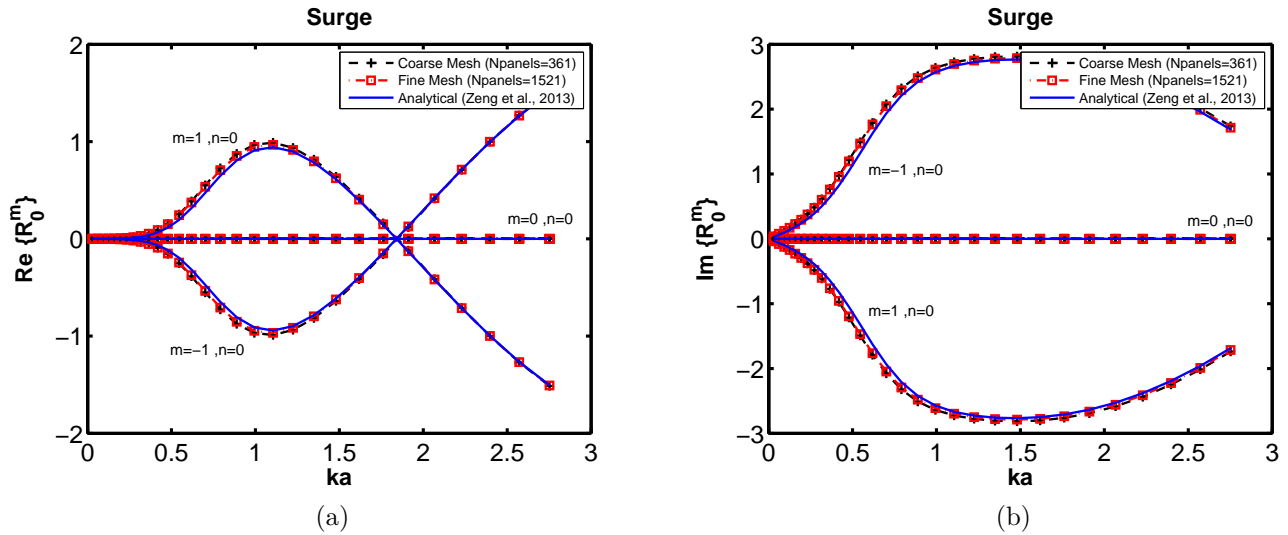 Surge
2
1
0
−1
−2
Re {R_0^m}
0
0.5
1
1.5
2
2.5
3
ka
Coarse Mesh (Npanels=361)
Fine Mesh (Npanels=1521)
Analytical (Zeng et al., 2013)
m=1 ,n=0
m=0 ,n=0
m=−1 ,n=0
(a)
Surge
3
2
1
0
−1
−2
−3
Im {R_0^m}
0
0.5
1
1.5
2
2.5
3
ka
Coarse Mesh (Npanels=361)
Fine Mesh (Npanels=1521)
Analytical (Zeng et al., 2013)
m=−1 ,n=0
m=0 ,n=0
m=1 ,n=0
(b)